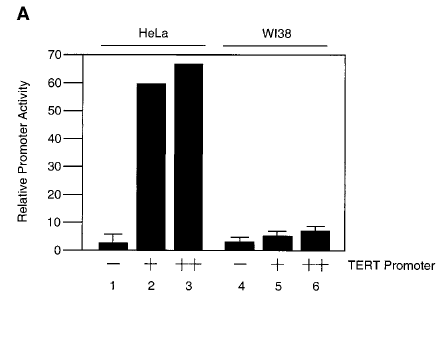 A
HeLa WI38
Relative Promoter Activity
70
60
50
40
30
20
10
0
− + ++ − + ++ TERT Promoter
1 2 3 4 5 6